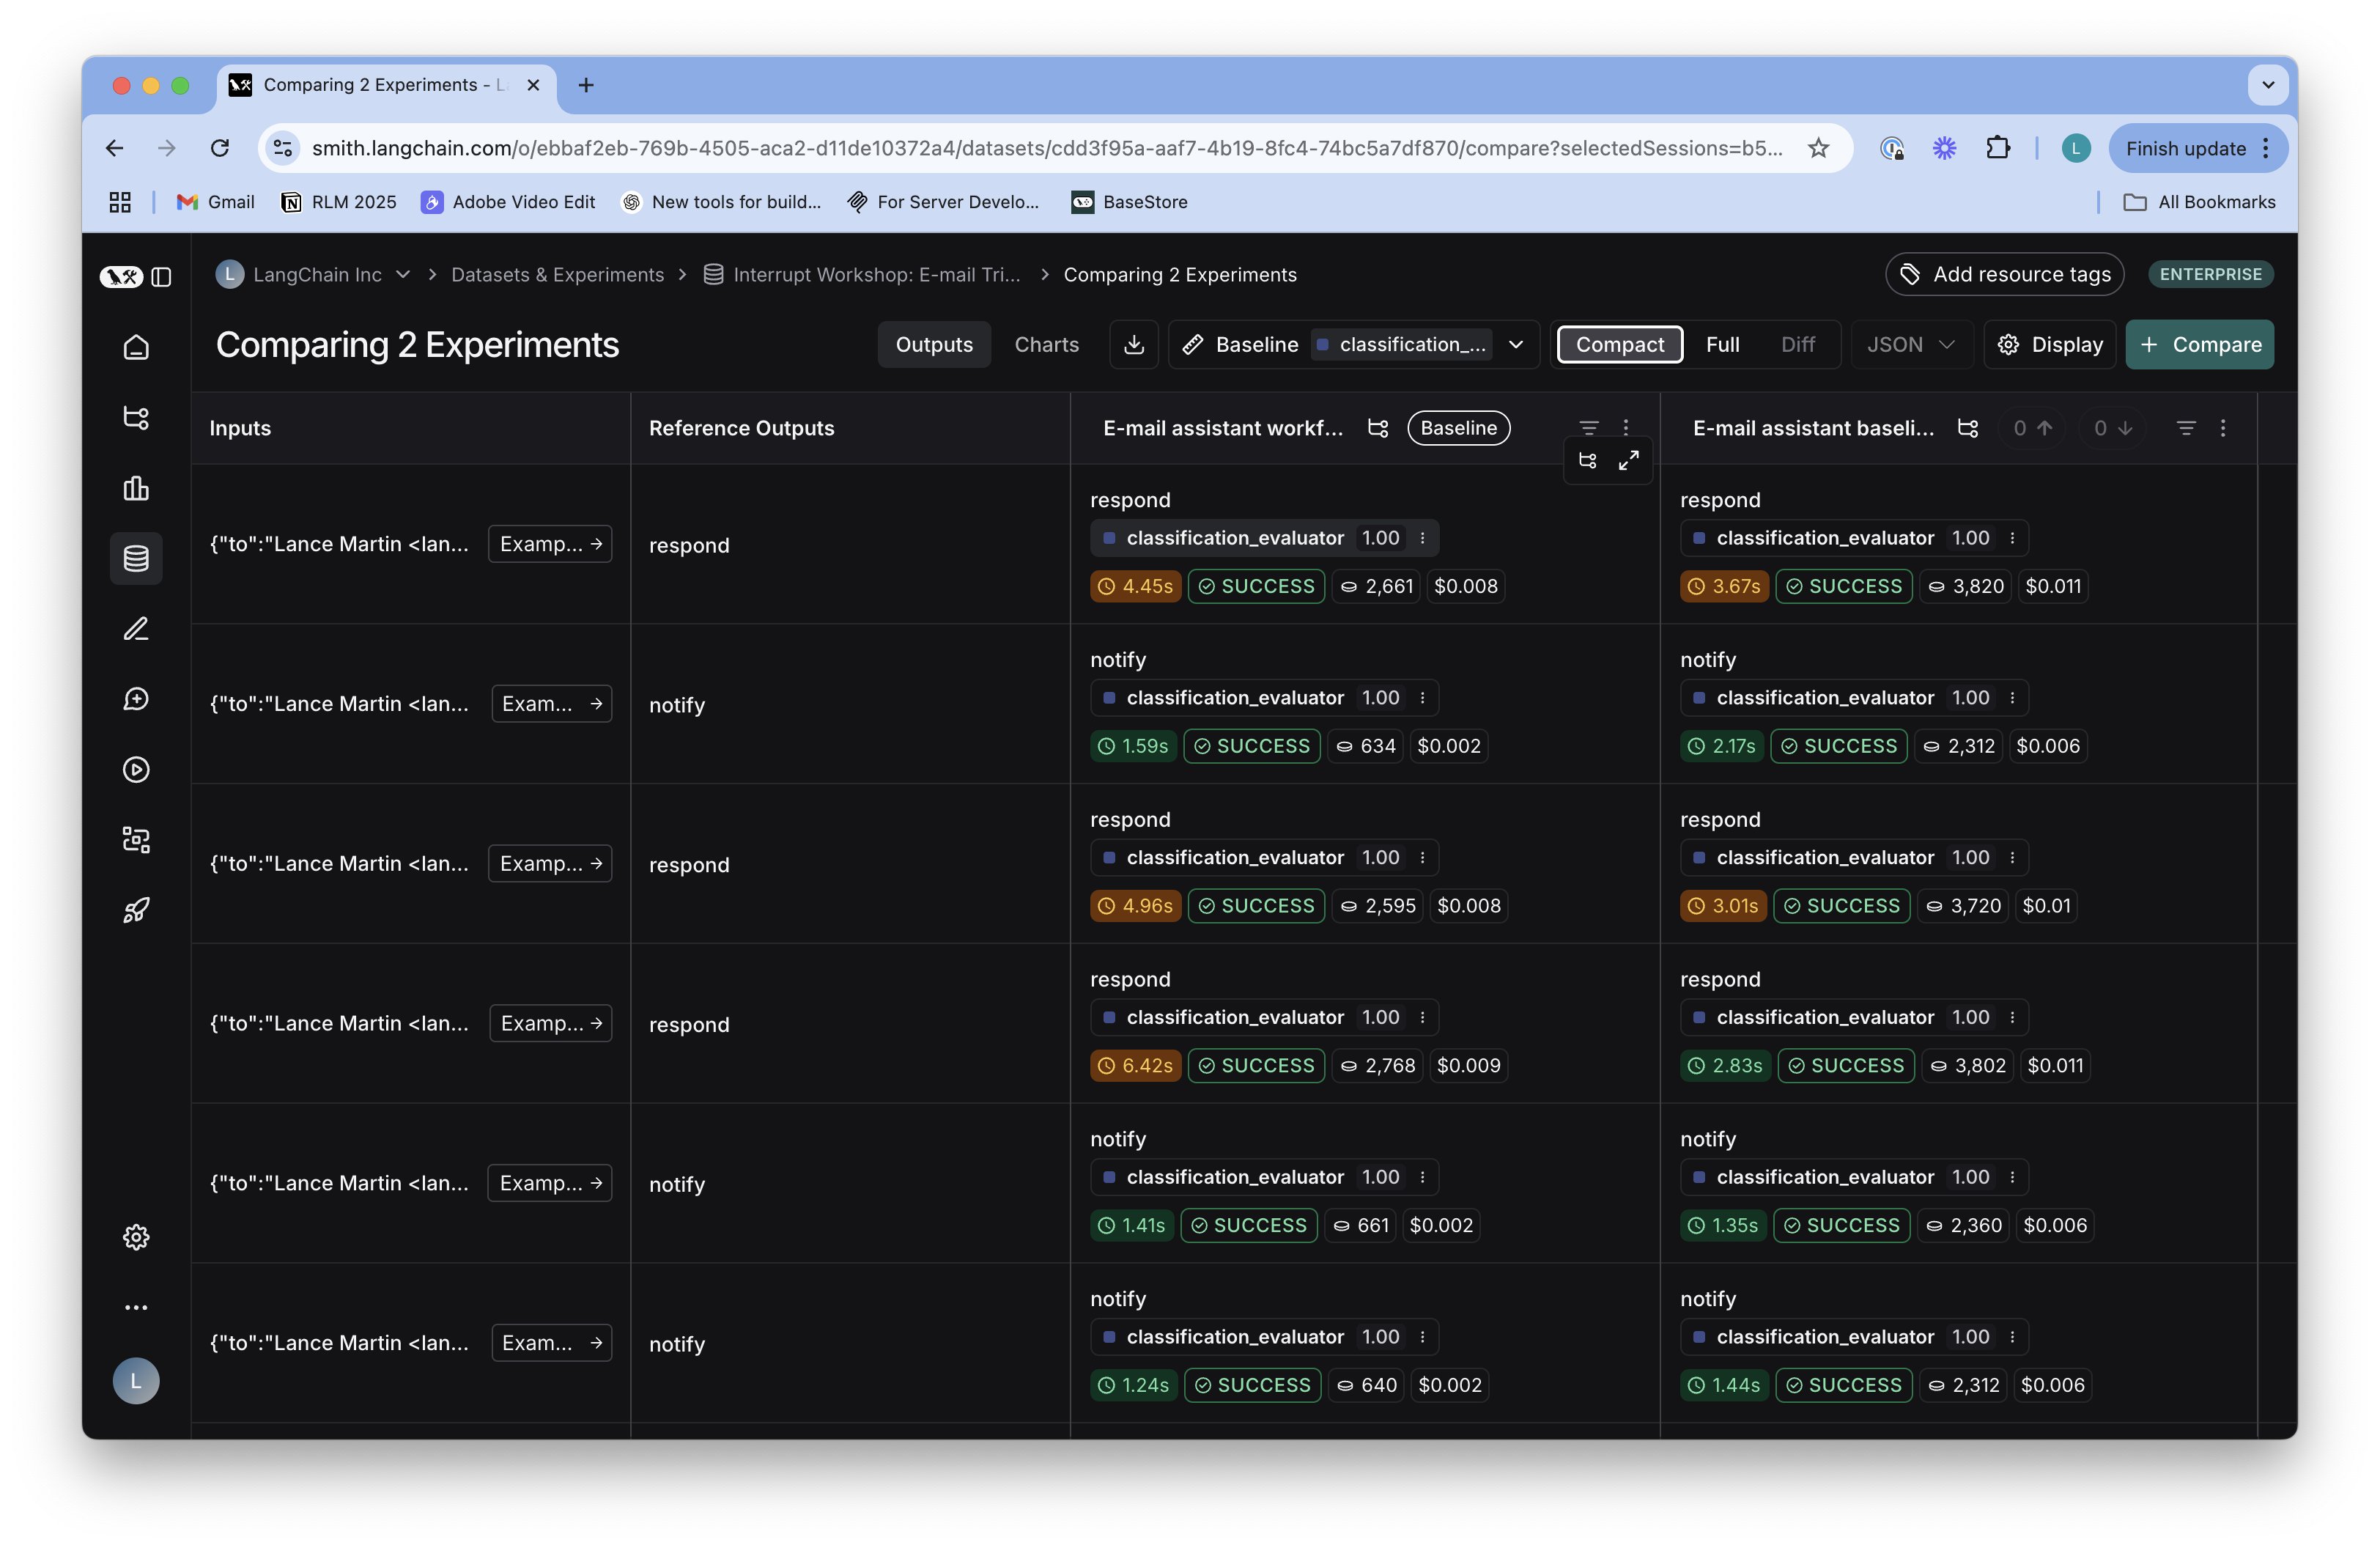 Comparing 2 Experiments - L
smith.langchain.com/o/ebbaf2eb-769b-4505-aca2-d11de10372a4/datasets/cdd3f95a-aaf7-4b19-8fc4-74bc5a7df870/compare?selectedSessions=b5...
L
Finish update
Gmail
RLM 2025
Adobe Video Edit
New tools for build...
For Server Develo...
BaseStore
All Bookmarks
L LangChain Inc > Datasets & Experiments > Interrupt Workshop: E-mail Tri... > Comparing 2 Experiments
Add resource tags
ENTERPRISE
Comparing 2 Experiments
Outputs
Charts
Baseline classification_...
Compact
Full
Diff
JSON
Display
+ Compare
Inputs
Reference Outputs
E-mail assistant workf... Baseline
E-mail assistant baseli... 0 ↑ 0 ↓
{"to":"Lance Martin <lan... Examp... →
respond
respond
classification_evaluator 1.00
4.45s SUCCESS 2,661 $0.008
respond
classification_evaluator 1.00
3.67s SUCCESS 3,820 $0.011
{"to":"Lance Martin <lan... Exam... →
notify
notify
classification_evaluator 1.00
1.59s SUCCESS 634 $0.002
notify
classification_evaluator 1.00
2.17s SUCCESS 2,312 $0.006
{"to":"Lance Martin <lan... Examp... →
respond
respond
classification_evaluator 1.00
4.96s SUCCESS 2,595 $0.008
respond
classification_evaluator 1.00
3.01s SUCCESS 3,720 $0.01
{"to":"Lance Martin <lan... Examp... →
respond
respond
classification_evaluator 1.00
6.42s SUCCESS 2,768 $0.009
respond
classification_evaluator 1.00
2.83s SUCCESS 3,802 $0.011
{"to":"Lance Martin <lan... Examp... →
notify
notify
classification_evaluator 1.00
1.41s SUCCESS 661 $0.002
notify
classification_evaluator 1.00
1.35s SUCCESS 2,360 $0.006
{"to":"Lance Martin <lan... Exam... →
notify
notify
classification_evaluator 1.00
1.24s SUCCESS 640 $0.002
notify
classification_evaluator 1.00
1.44s SUCCESS 2,312 $0.006
L